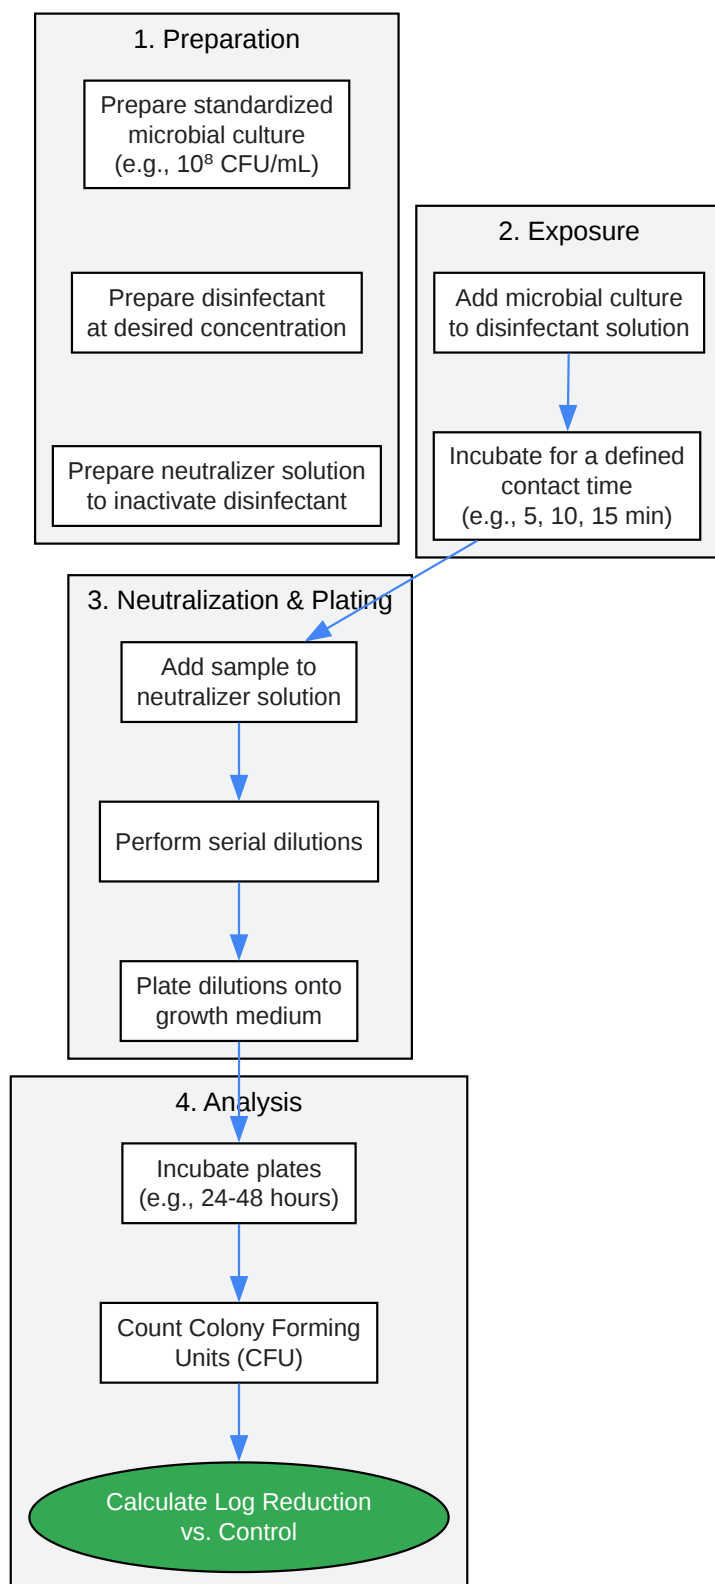 1. Preparation
Prepare standardized
microbial culture
(e.g., 10⁸ CFU/mL)
Prepare disinfectant
at desired concentration
Prepare neutralizer solution
to inactivate disinfectant
2. Exposure
Add microbial culture
to disinfectant solution
Incubate for a defined
contact time
(e.g., 5, 10, 15 min)
3. Neutralization & Plating
Add sample to
neutralizer solution
Perform serial dilutions
Plate dilutions onto
growth medium
4. Analysis
Incubate plates
(e.g., 24-48 hours)
Count Colony Forming
Units (CFU)
Calculate Log Reduction
vs. Control